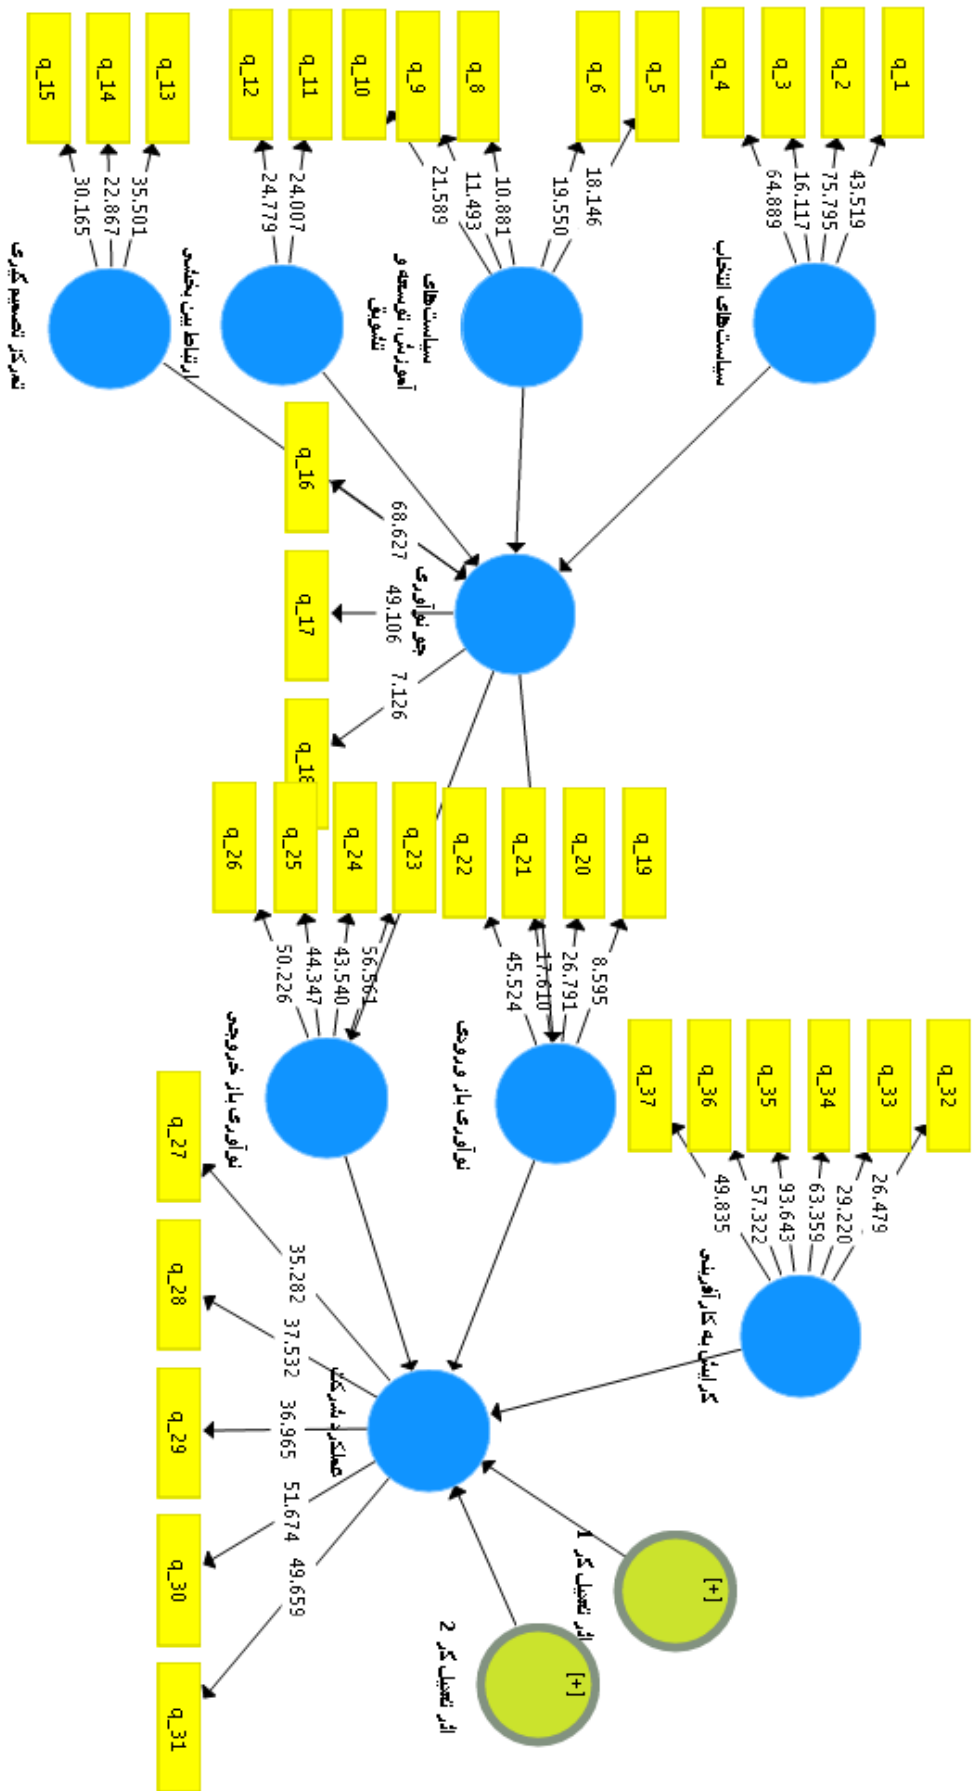 q_1
q_2
q_3
q_4
43.519
75.795
16.117
64.889
سیاست‌های انتخاب
q_5
q_6
q_8
q_9
q_10
18.146
19.550
10.881
11.493
21.589
سیاست‌های
آموزش، توسعه و
تشویق
q_11
q_12
24.007
24.779
ارتباط بین بخشی
q_13
q_14
q_15
35.501
22.867
30.165
تمرکز تصمیم گیری
q_16
q_17
q_18
68.627
49.106
7.126
جو نوآوری
q_19
q_20
q_21
q_22
8.595
26.791
17.610
45.524
نوآوری باز ورودی
q_23
q_24
q_25
q_26
56.561
43.540
44.347
50.226
نوآوری باز خروجی
q_32
q_33
q_34
q_35
q_36
q_37
26.479
29.220
63.359
93.643
57.322
49.835
گرایش به کارآفرینی
q_27
q_28
q_29
q_30
q_31
35.282
37.532
36.965
51.674
49.659
عملکرد شرکت
[+]
اثر تعدیل گر 1
[+]
اثر تعدیل گر 2